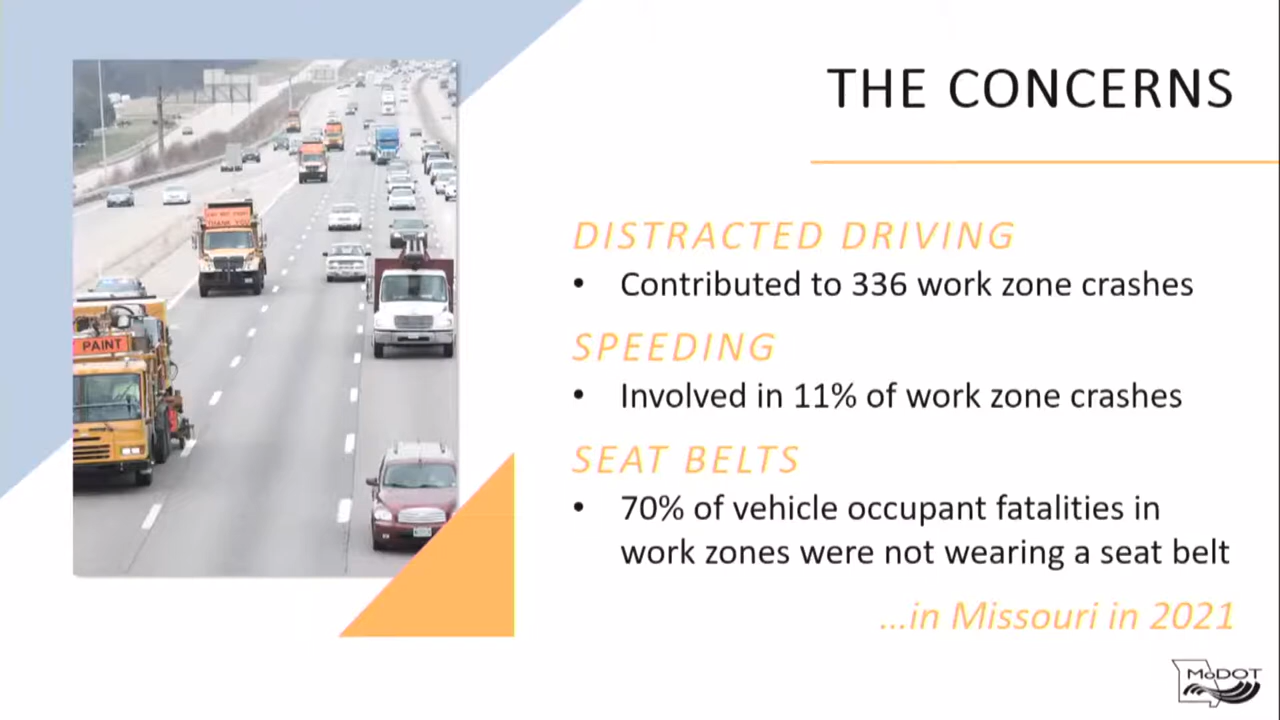 THE CONCERNS
DISTRACTED DRIVING
• Contributed to 336 work zone crashes
SPEEDING
• Involved in 11% of work zone crashes
SEAT BELTS
• 70% of vehicle occupant fatalities in
work zones were not wearing a seat belt
...in Missouri in 2021
MoDOT
PAINT
THANK YOU